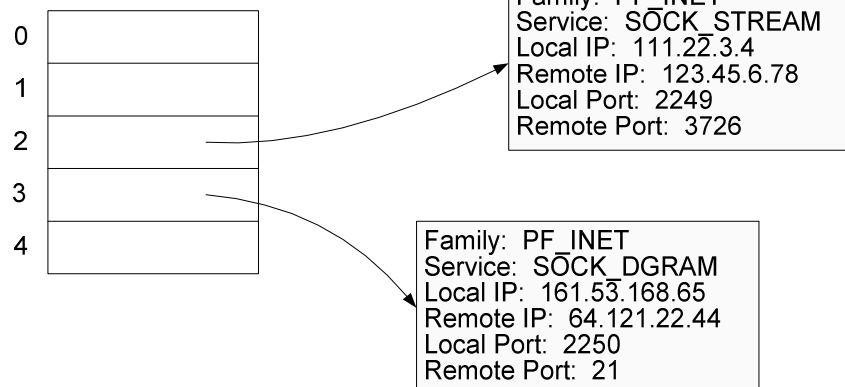 0
1
2
3
4
Family: PF_INET
Service: SOCK_STREAM
Local IP: 111.22.3.4
Remote IP: 123.45.6.78
Local Port: 2249
Remote Port: 3726
Family: PF_INET
Service: SOCK_DGRAM
Local IP: 161.53.168.65
Remote IP: 64.121.22.44
Local Port: 2250
Remote Port: 21